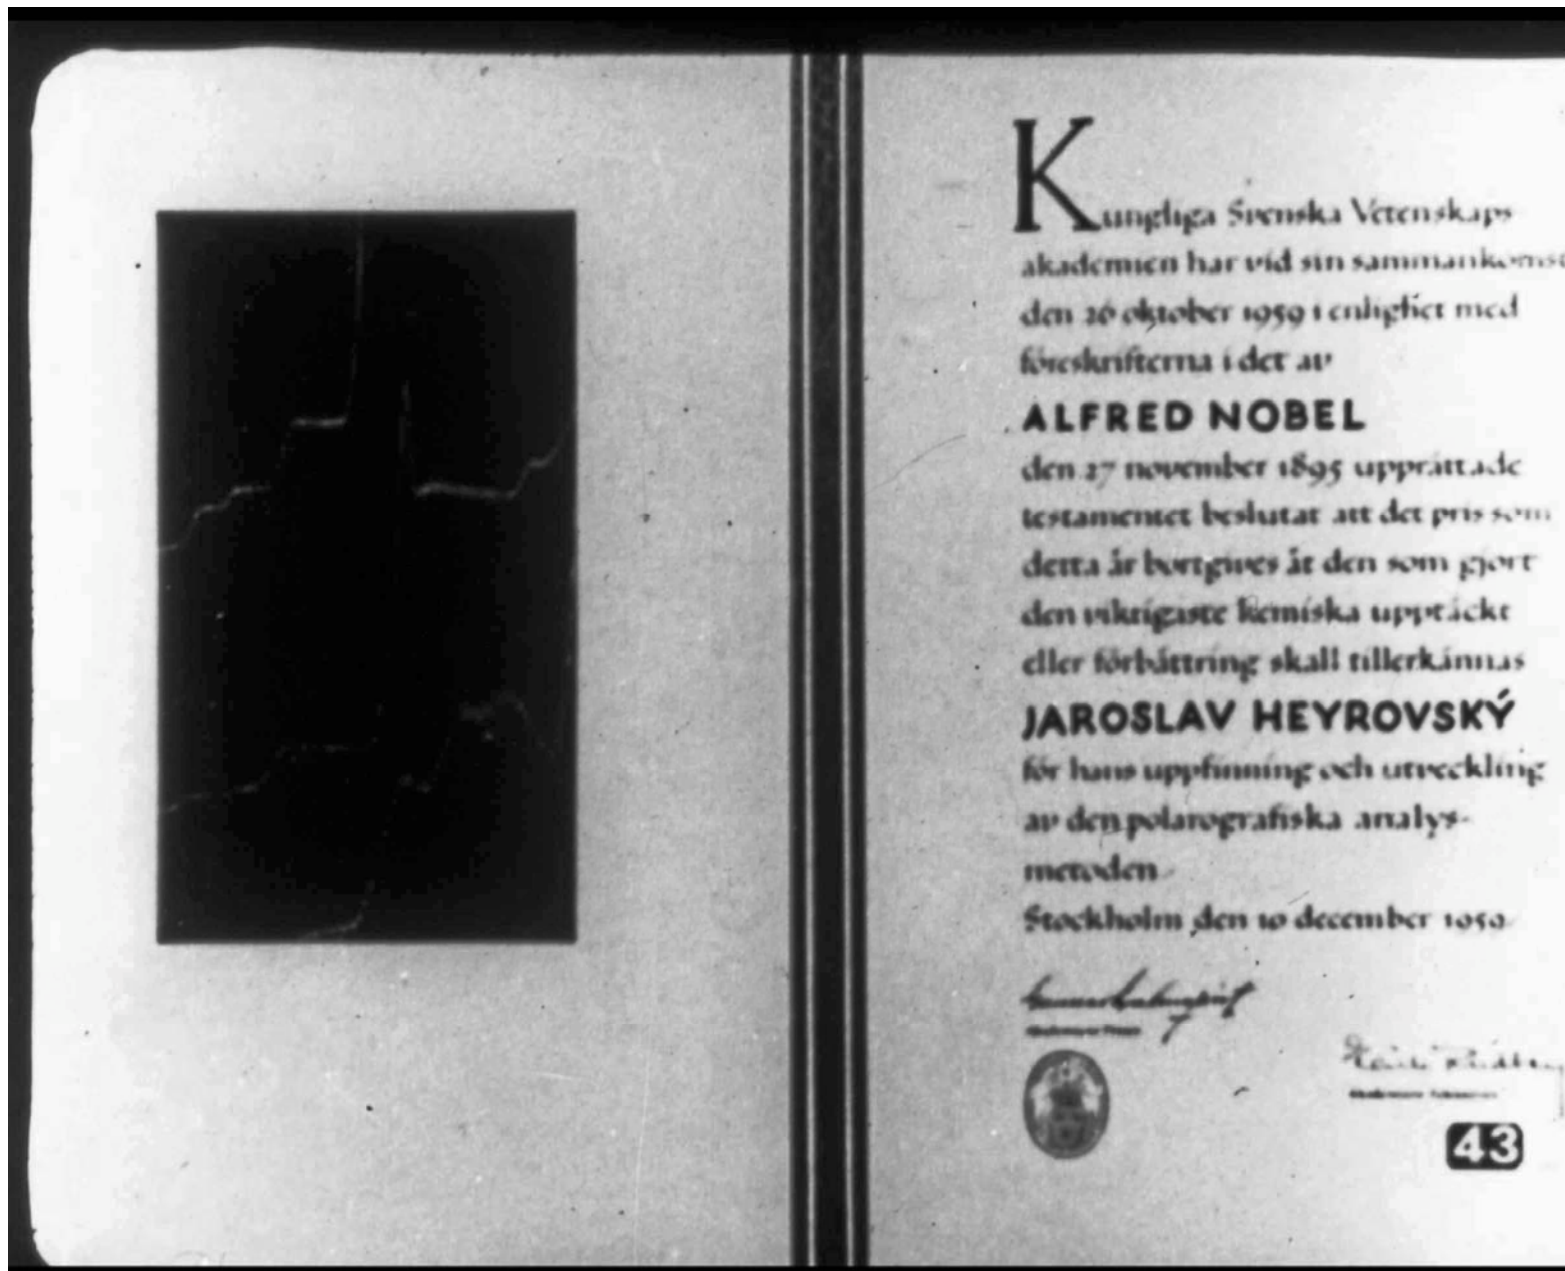 Kungliga Svenska Vetenskaps
akademien har vid sin sammankomst
den 26 oktober 1959 i enlighet med
föreskrifterna i det av
ALFRED NOBEL
den 27 november 1895 upprättade
testamentet beslutat att det pris som
detta år bortgives åt den som gjort
den viktigaste kemiska upptäckt
eller förbättring skall tillerkännas
JAROSLAV HEYROVSKÝ
för hans uppfinning och utveckling
av den polarografiska analys-
metoden
Stockholm den 10 december 1959
43